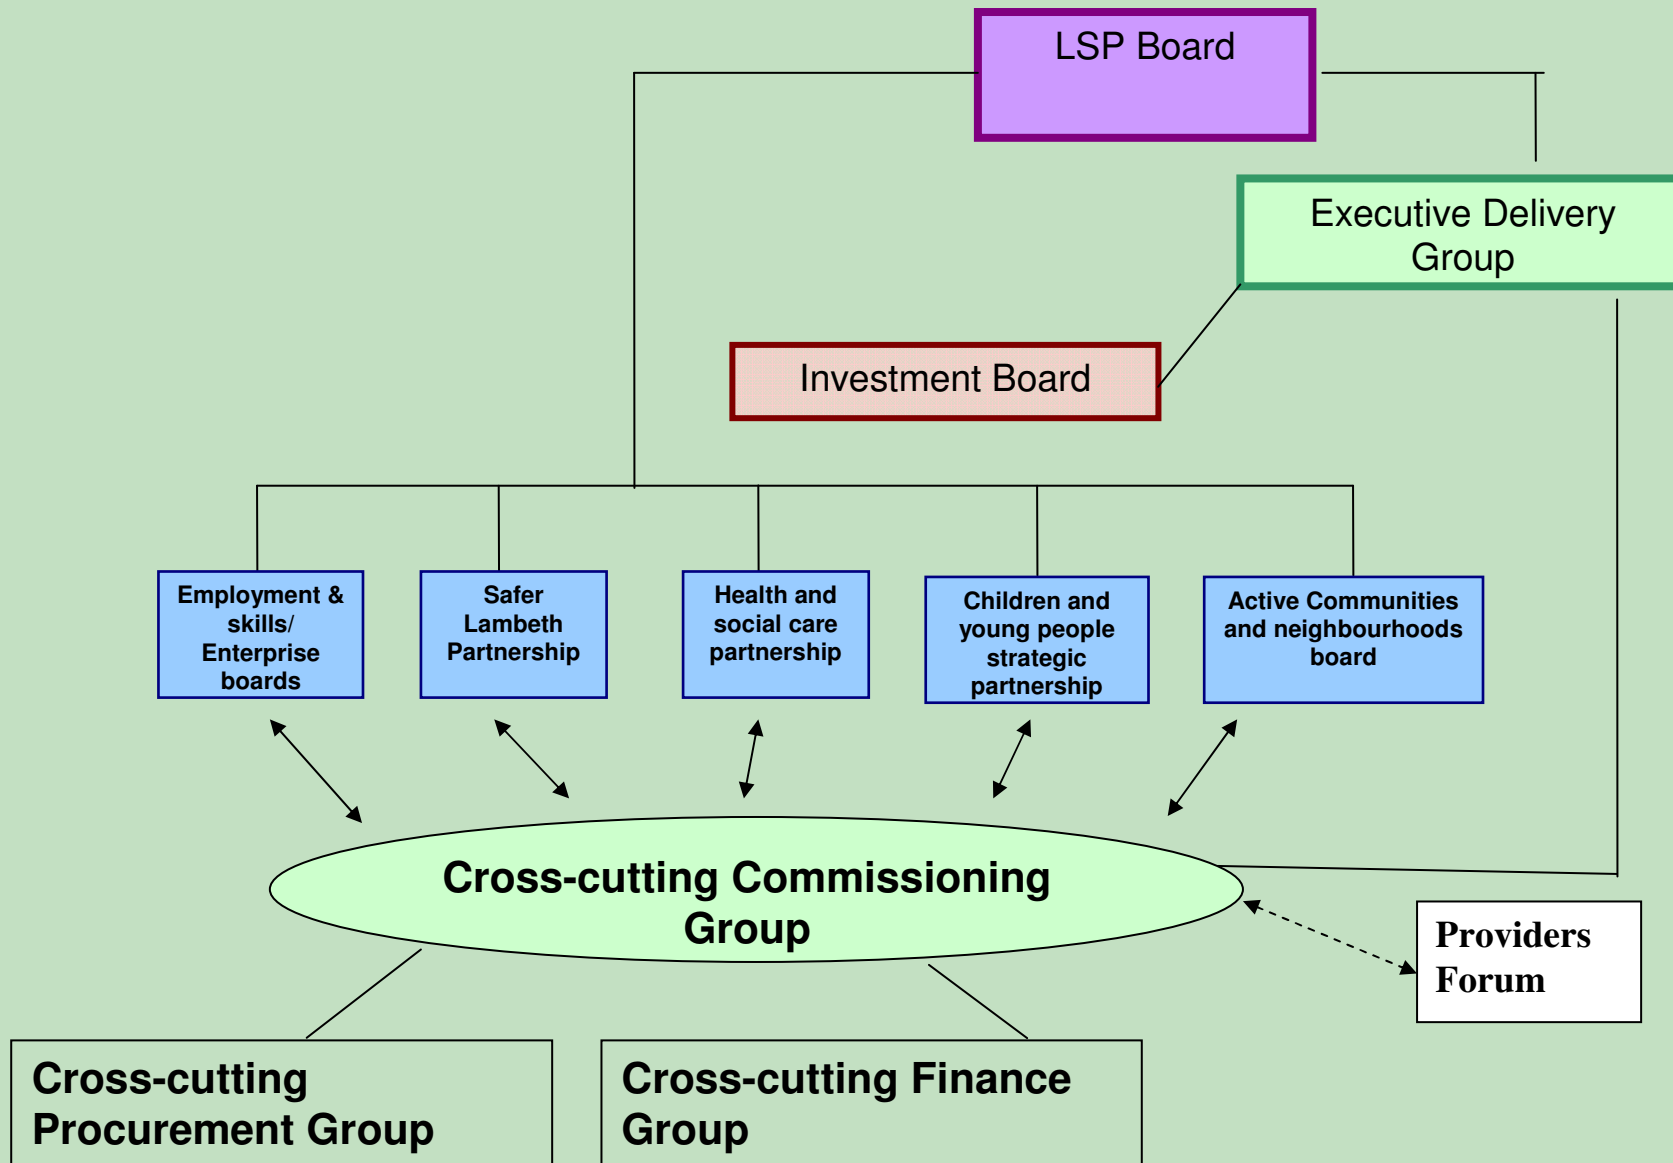 LSP Board
Executive Delivery
Group
Investment Board
Employment &
skills/
Enterprise
boards
Safer
Lambeth
Partnership
Health and
social care
partnership
Children and
young people
strategic
partnership
Active Communities
and neighbourhoods
board
Cross-cutting Commissioning
Group
Providers
Forum
Cross-cutting
Procurement Group
Cross-cutting Finance
Group